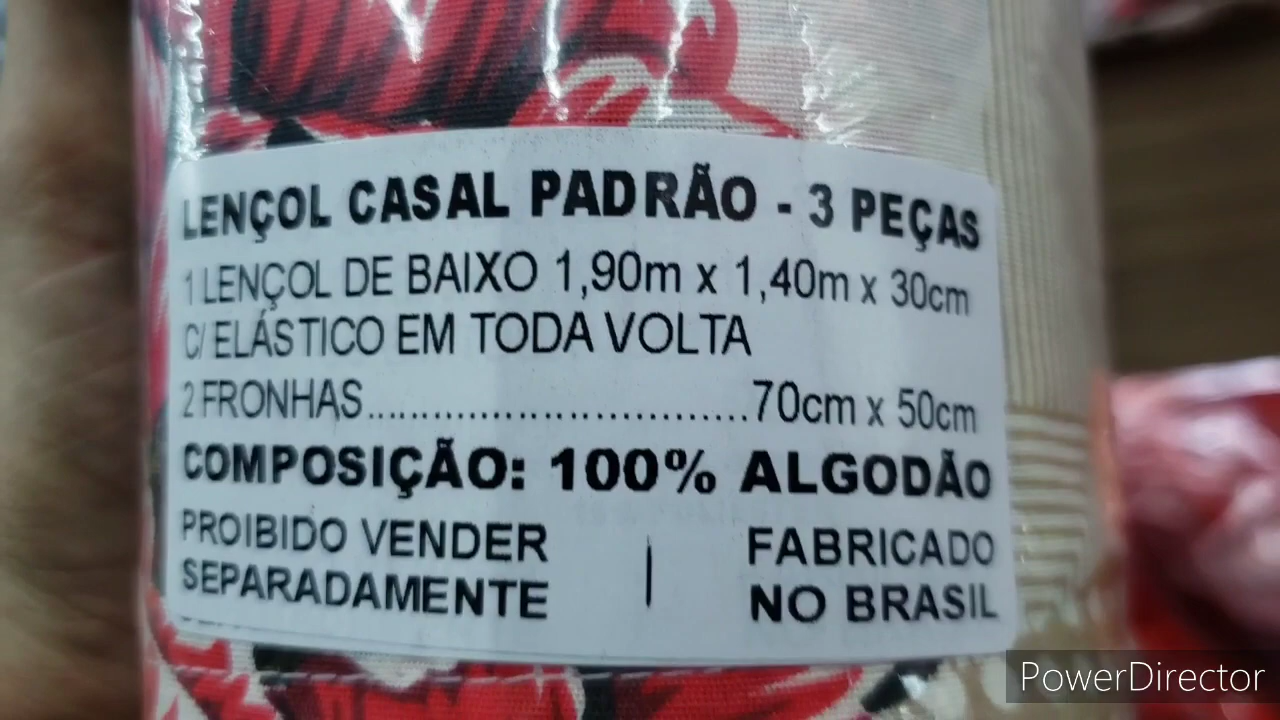 LENÇOL CASAL PADRÃO - 3 PEÇAS
1 LENÇOL DE BAIXO 1,90m x 1,40m x 30cm
C/ ELÁSTICO EM TODA VOLTA
2 FRONHAS..................................70cm x 50cm
COMPOSIÇÃO: 100% ALGODÃO
PROIBIDO VENDER
SEPARADAMENTE
FABRICADO
NO BRASIL
PowerDirector